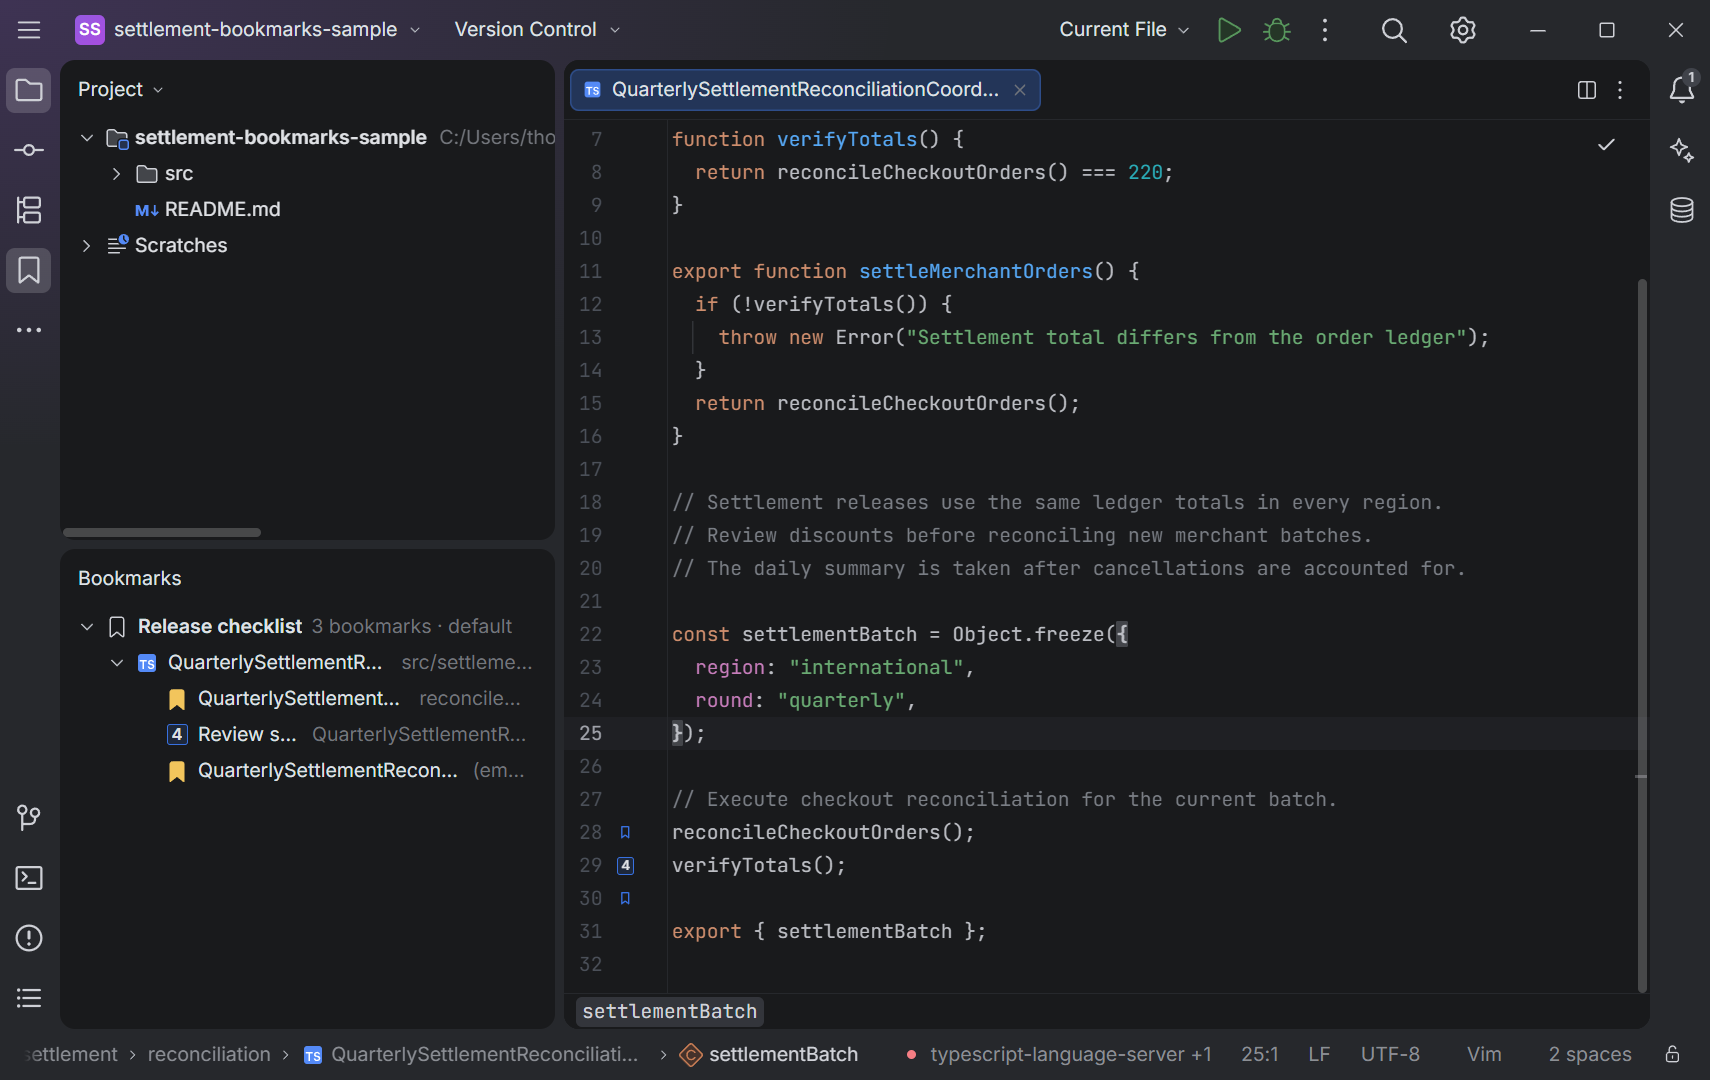 SS settlement-bookmarks-sample Version Control Current File
Project
settlement-bookmarks-sample C:/Users/tho
src
M↓ README.md
Scratches
Bookmarks
Release checklist 3 bookmarks · default
TS QuarterlySettlementR... src/settleme...
QuarterlySettlement... reconcile...
4 Review s... QuarterlySettlementR...
QuarterlySettlementRecon... (em...
TS QuarterlySettlementReconciliationCoord...
1
7 function verifyTotals() {
8 return reconcileCheckoutOrders() === 220;
9 }
10
11 export function settleMerchantOrders() {
12 if (!verifyTotals()) {
13 throw new Error("Settlement total differs from the order ledger");
14 }
15 return reconcileCheckoutOrders();
16 }
17
18 // Settlement releases use the same ledger totals in every region.
19 // Review discounts before reconciling new merchant batches.
20 // The daily summary is taken after cancellations are accounted for.
21
22 const settlementBatch = Object.freeze({
23 region: "international",
24 round: "quarterly",
25 });
26
27 // Execute checkout reconciliation for the current batch.
28 reconcileCheckoutOrders();
29 4 verifyTotals();
30
31 export { settlementBatch };
32
settlementBatch
settlement › reconciliation › TS QuarterlySettlementReconciliati... › C settlementBatch typescript-language-server +1 25:1 LF UTF-8 Vim 2 spaces